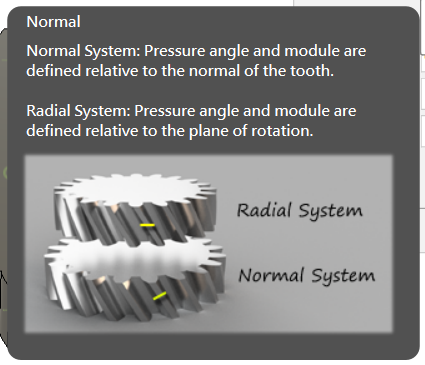 Normal
Normal System: Pressure angle and module are
defined relative to the normal of the tooth.
Radial System: Pressure angle and module are
defined relative to the plane of rotation.
Radial System
Normal System